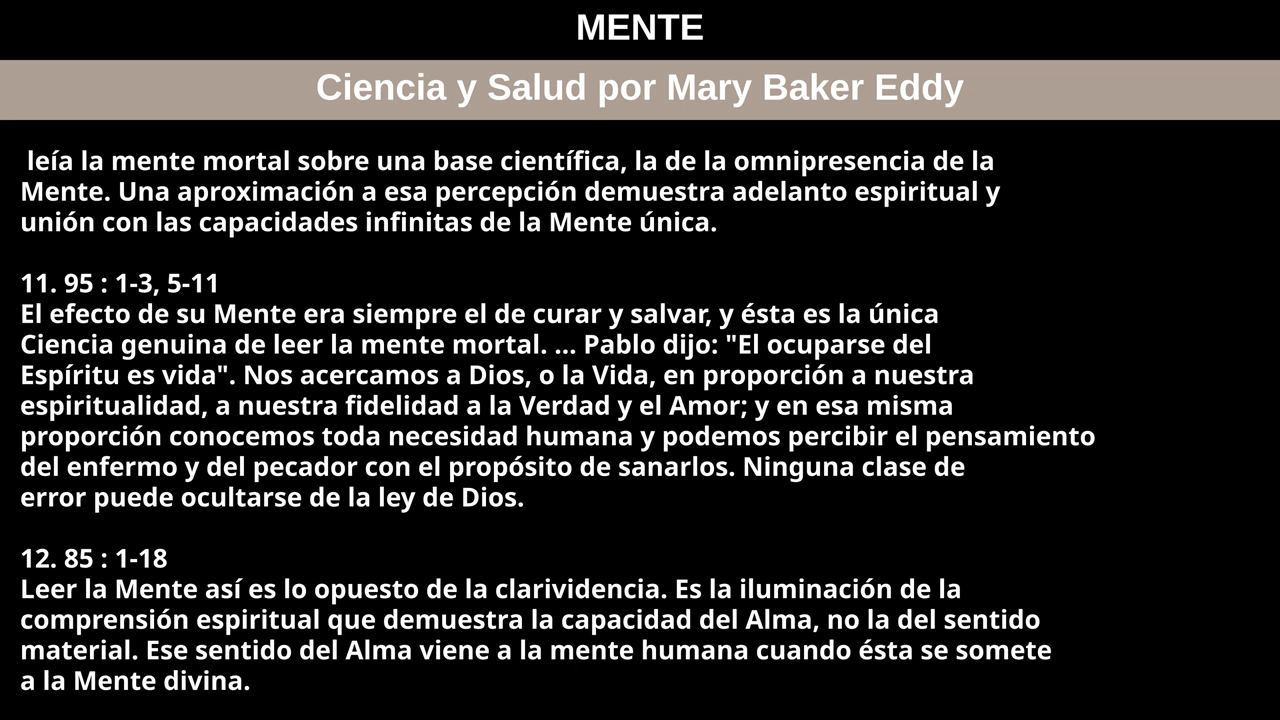 MENTE
Ciencia y Salud por Mary Baker Eddy
leía la mente mortal sobre una base científica, la de la omnipresencia de la
Mente. Una aproximación a esa percepción demuestra adelanto espiritual y
unión con las capacidades infinitas de la Mente única.
11. 95 : 1-3, 5-11
El efecto de su Mente era siempre el de curar y salvar, y ésta es la única
Ciencia genuina de leer la mente mortal. ... Pablo dijo: "El ocuparse del
Espíritu es vida". Nos acercamos a Dios, o la Vida, en proporción a nuestra
espiritualidad, a nuestra fidelidad a la Verdad y el Amor; y en esa misma
proporción conocemos toda necesidad humana y podemos percibir el pensamiento
del enfermo y del pecador con el propósito de sanarlos. Ninguna clase de
error puede ocultarse de la ley de Dios.
12. 85 : 1-18
Leer la Mente así es lo opuesto de la clarividencia. Es la iluminación de la
comprensión espiritual que demuestra la capacidad del Alma, no la del sentido
material. Ese sentido del Alma viene a la mente humana cuando ésta se somete
a la Mente divina.